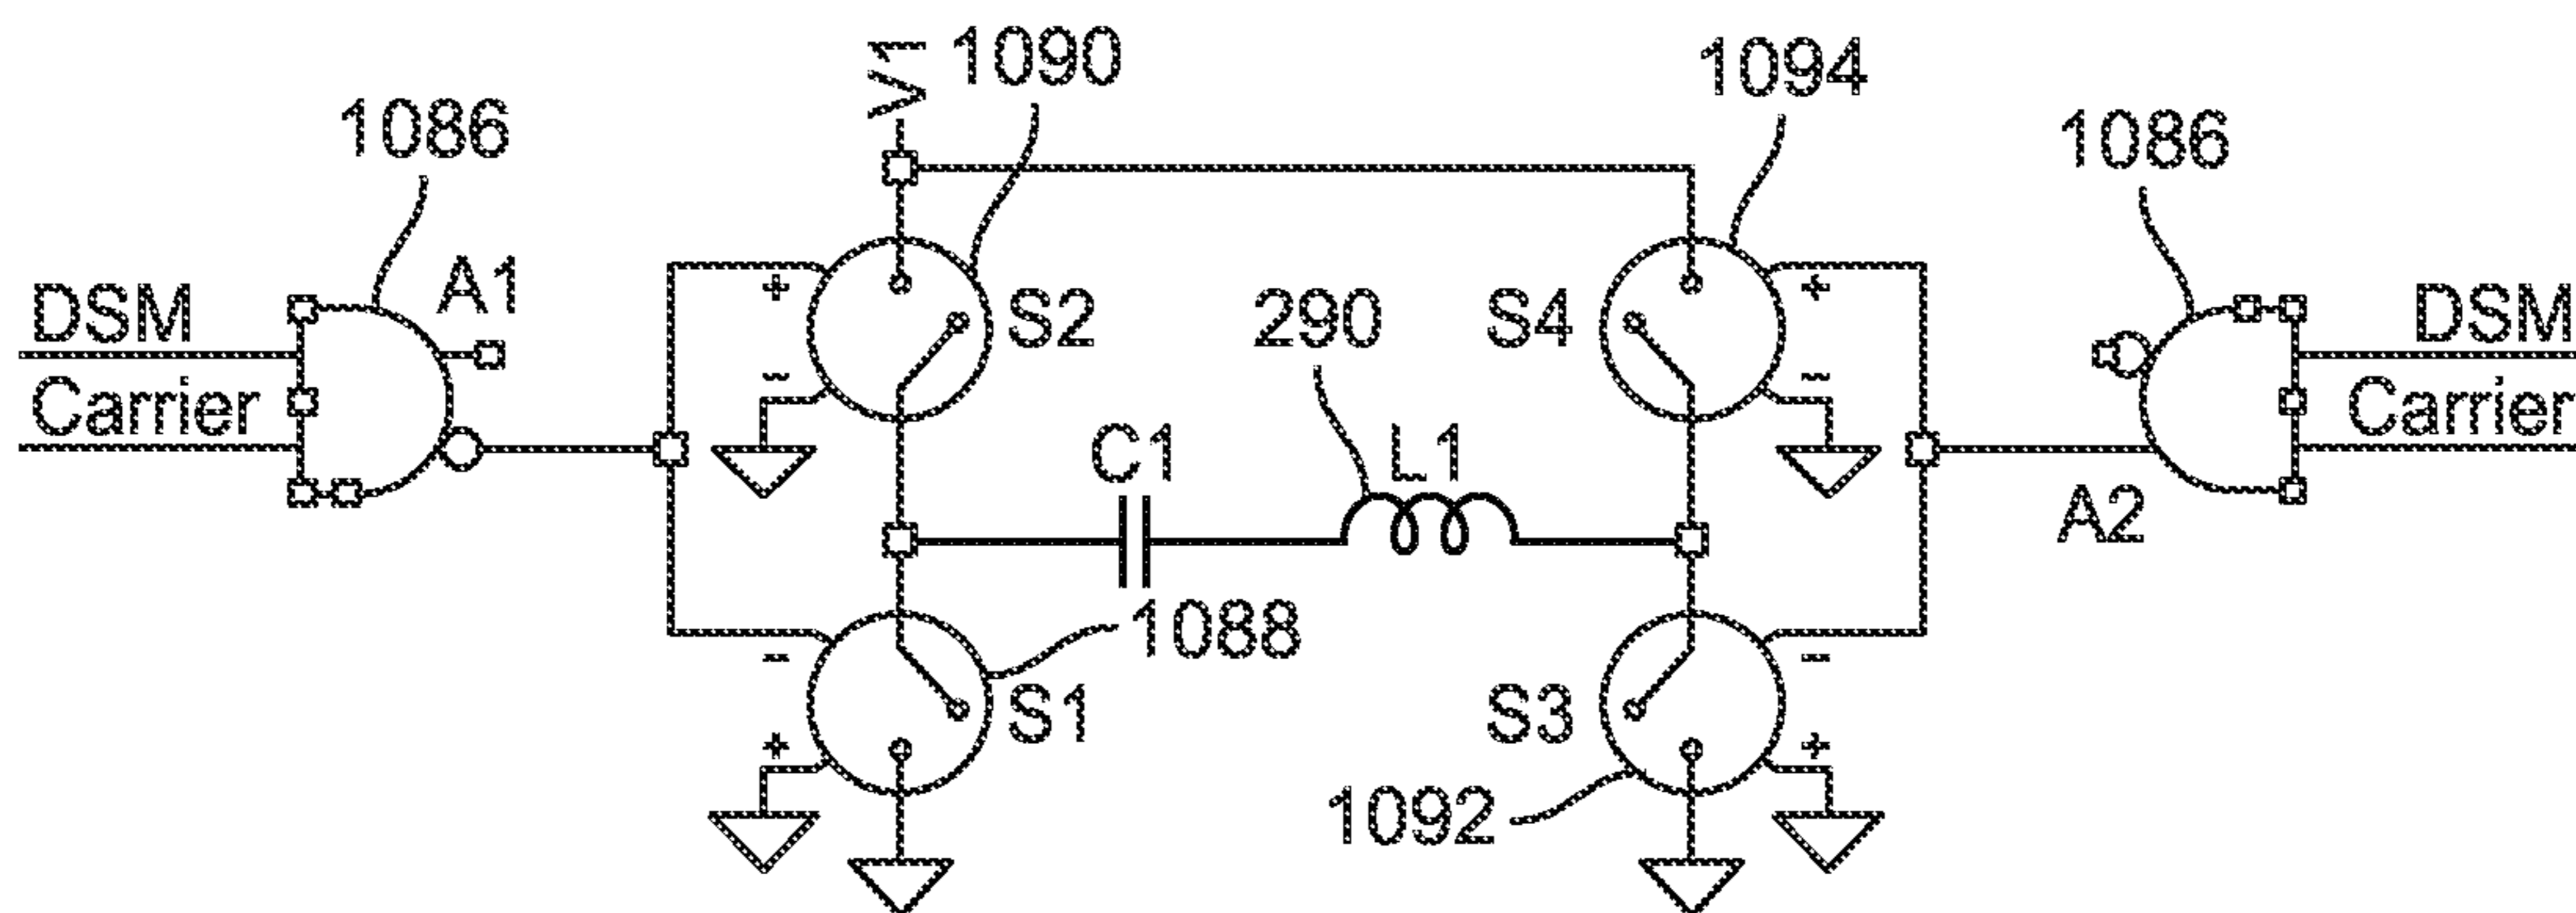 V1 1090 1094
1086 1086
A1
DSM S2 290 S4 DSM
Carrier C1 L1 Carrier
A2
1088
S1 S3
1092
+
-
-
+
+
-
-
+